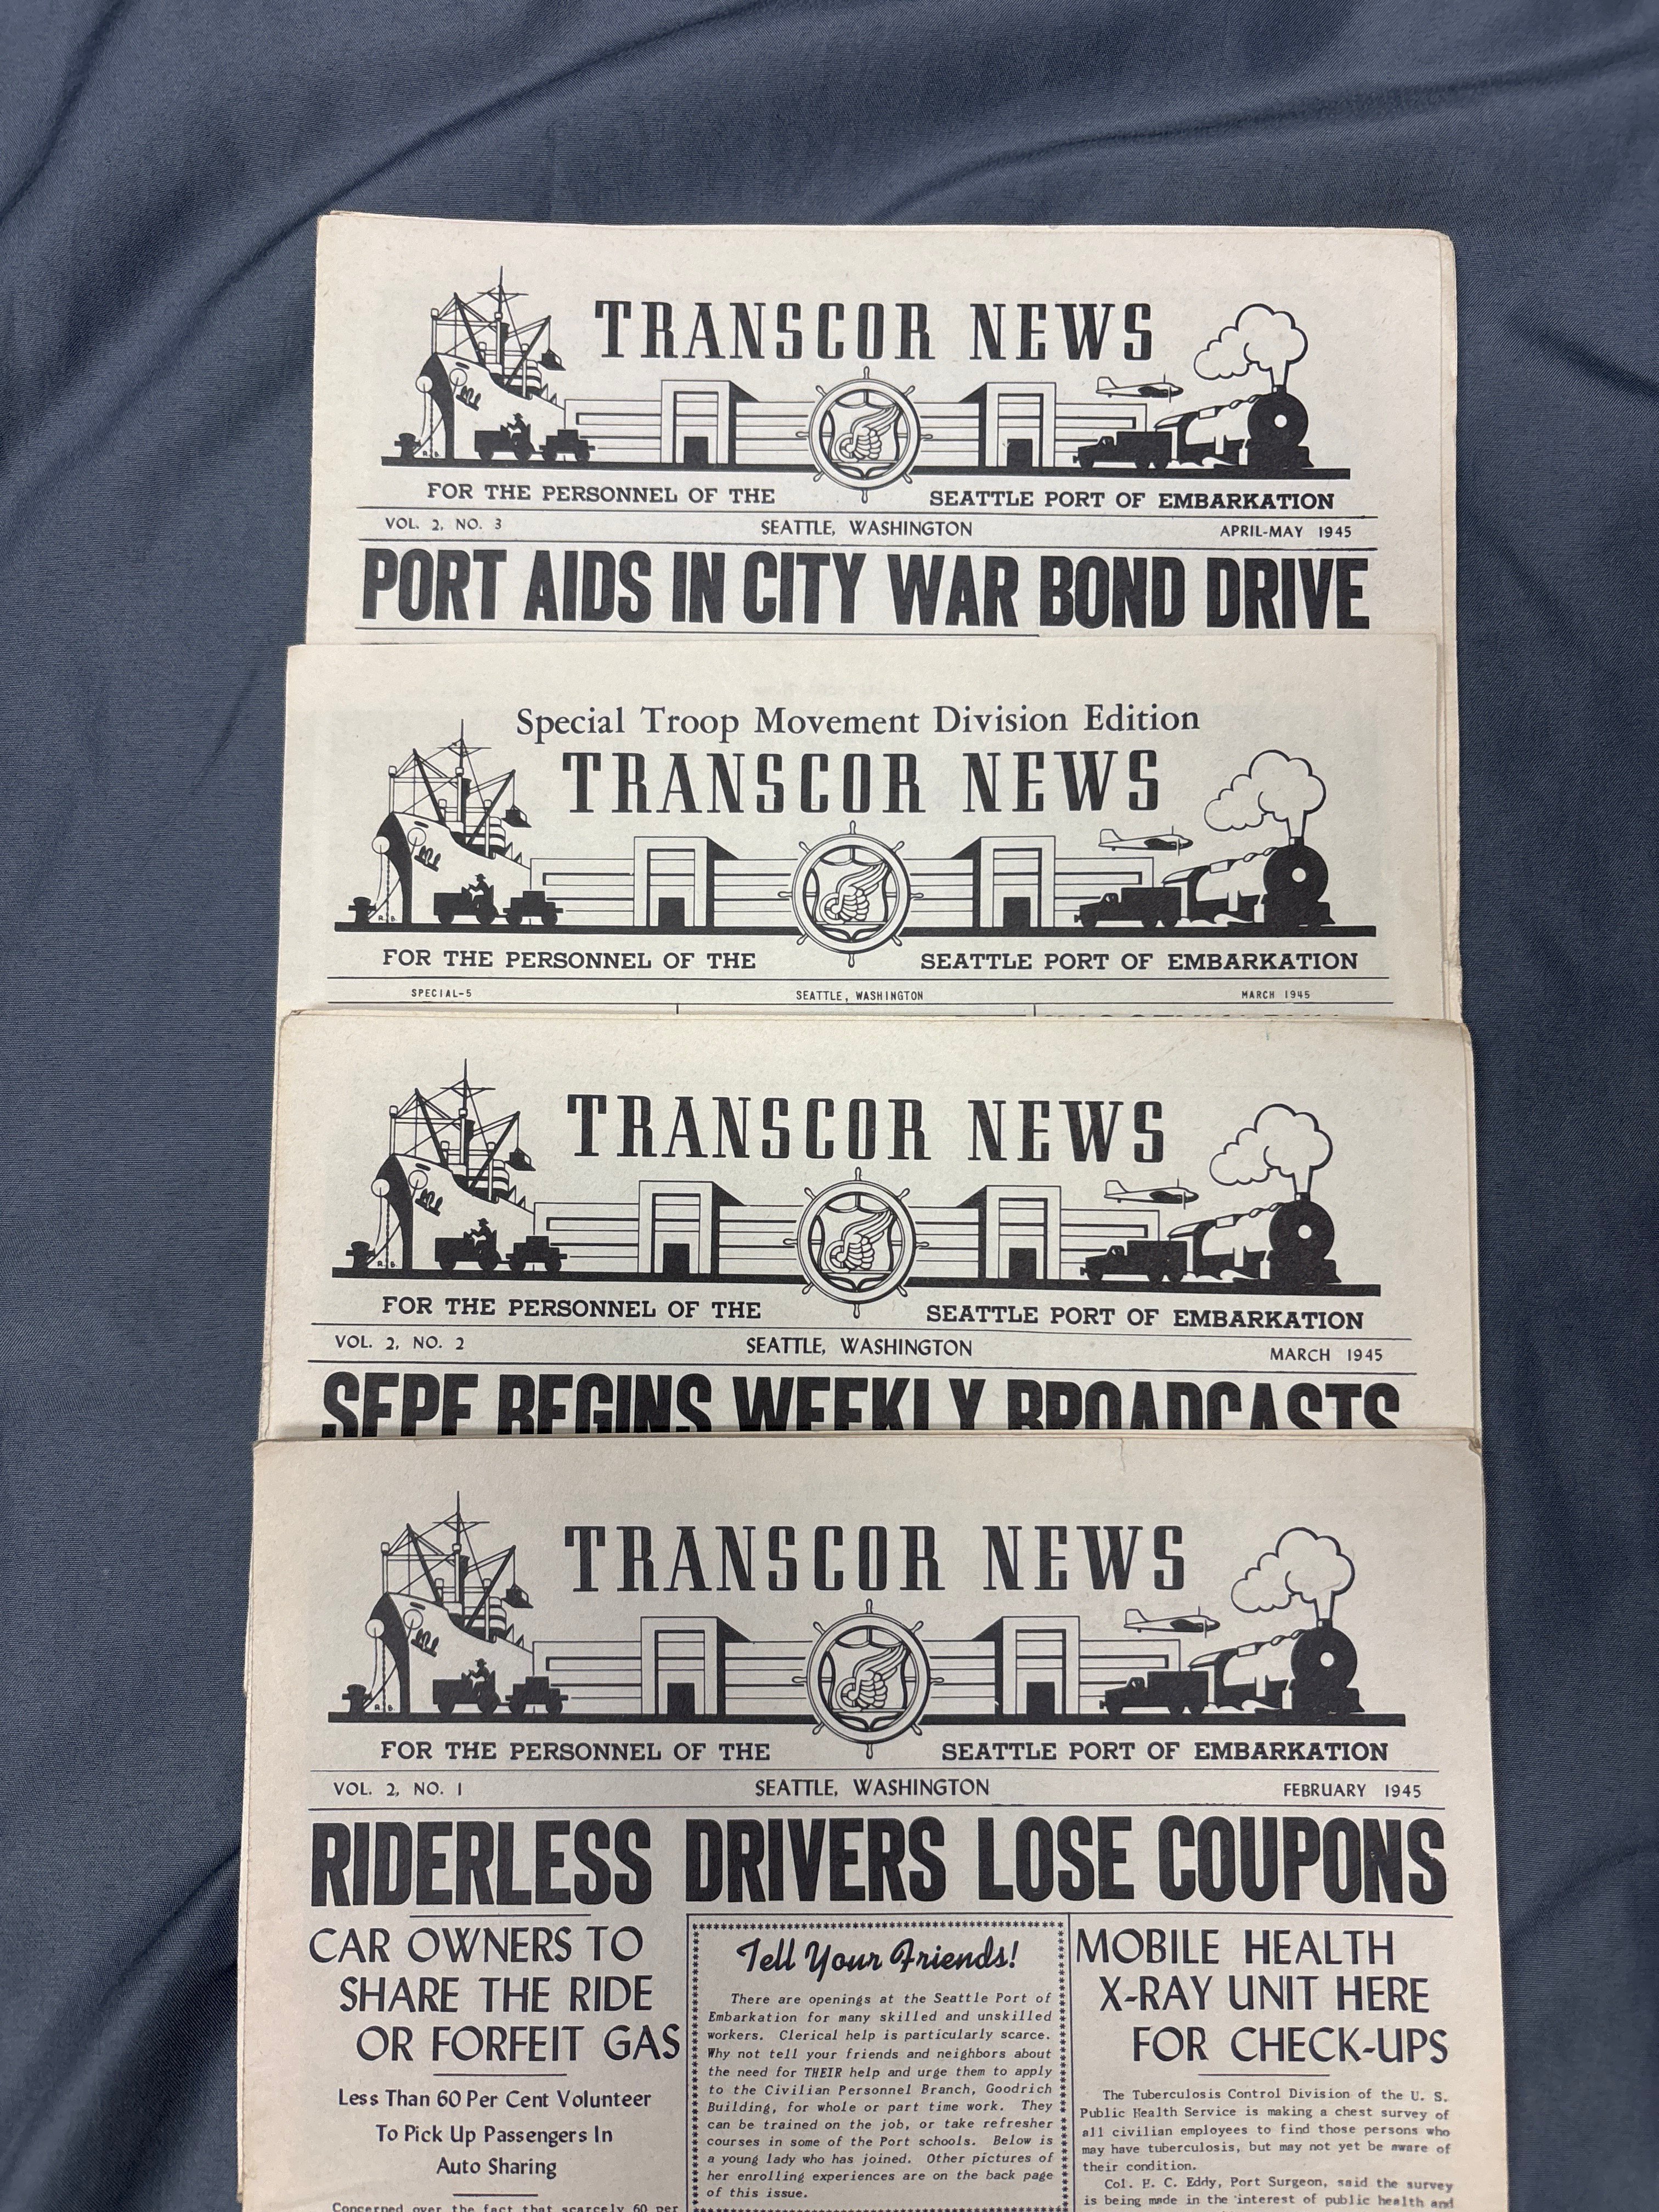 TRANSCOR NEWS
FOR THE PERSONNEL OF THE SEATTLE PORT OF EMBARKATION
VOL. 2, NO. 3 SEATTLE, WASHINGTON APRIL-MAY 1945
PORT AIDS IN CITY WAR BOND DRIVE
Special Troop Movement Division Edition
TRANSCOR NEWS
FOR THE PERSONNEL OF THE SEATTLE PORT OF EMBARKATION
SPECIAL-5 SEATTLE, WASHINGTON MARCH 1945
TRANSCOR NEWS
FOR THE PERSONNEL OF THE SEATTLE PORT OF EMBARKATION
VOL. 2, NO. 2 SEATTLE, WASHINGTON MARCH 1945
SEPE BEGINS WEEKLY BROADCASTS
TRANSCOR NEWS
FOR THE PERSONNEL OF THE SEATTLE PORT OF EMBARKATION
VOL. 2, NO. 1 SEATTLE, WASHINGTON FEBRUARY 1945
RIDERLESS DRIVERS LOSE COUPONS
CAR OWNERS TO
SHARE THE RIDE
OR FORFEIT GAS
Less Than 60 Per Cent Volunteer
To Pick Up Passengers In
Auto Sharing
Concerned over the fact that scarcely 60 per
Tell Your Friends!
There are openings at the Seattle Port of
Embarkation for many skilled and unskilled
workers. Clerical help is particularly scarce.
Why not tell your friends and neighbors about
the need for THEIR help and urge them to apply
to the Civilian Personnel Branch, Goodrich
Building, for whole or part time work. They
can be trained on the job, or take refresher
courses in some of the Port schools. Below is
a young lady who has joined. Other pictures of
her enrolling experiences are on the back page
of this issue.
MOBILE HEALTH
X-RAY UNIT HERE
FOR CHECK-UPS
The Tuberculosis Control Division of the U. S.
Public Health Service is making a chest survey of
all civilian employees to find those persons who
may have tuberculosis, but may not yet be aware of
their condition.
Col. H. C. Eddy, Port Surgeon, said the survey
is being made in the interest of public health and